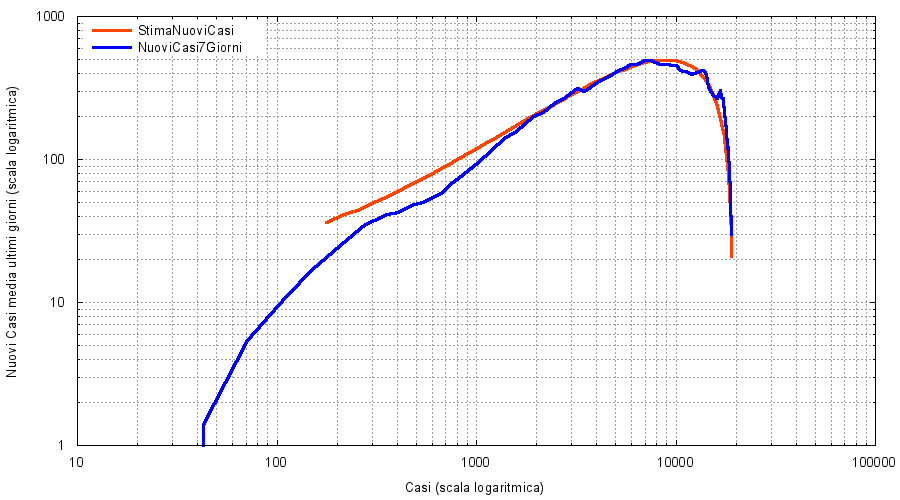 1000
StimaNuoviCasi
NuoviCasi7Giorni
100
10
1
Nuovi Casi media ultimi giorni (scala logaritmica)
10
100
1000
10000
100000
Casi (scala logaritmica)